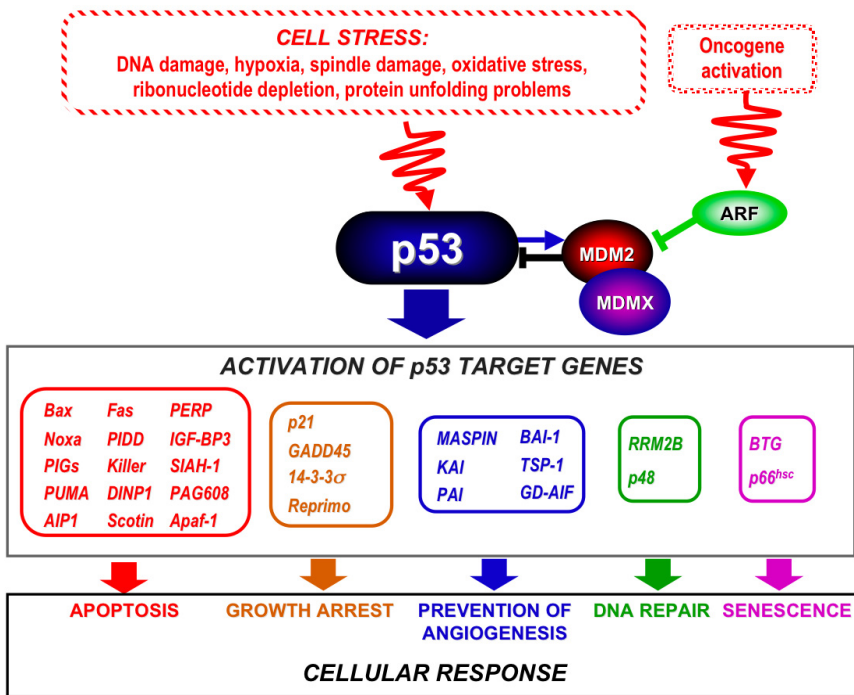 CELL STRESS:
DNA damage, hypoxia, spindle damage, oxidative stress,
ribonucleotide depletion, protein unfolding problems
Oncogene
activation
ARF
p53
MDM2
MDMX
ACTIVATION OF p53 TARGET GENES
Bax Fas PERP
Noxa PIDD IGF-BP3
PIGs Killer SIAH-1
PUMA DINP1 PAG608
AIP1 Scotin Apaf-1
p21
GADD45
14-3-3σ
Reprimo
MASPIN BAI-1
KAI TSP-1
PAI GD-AIF
RRM2B
p48
BTG
p66hsc
APOPTOSIS
GROWTH ARREST
PREVENTION OF
ANGIOGENESIS
DNA REPAIR
SENESCENCE
CELLULAR RESPONSE